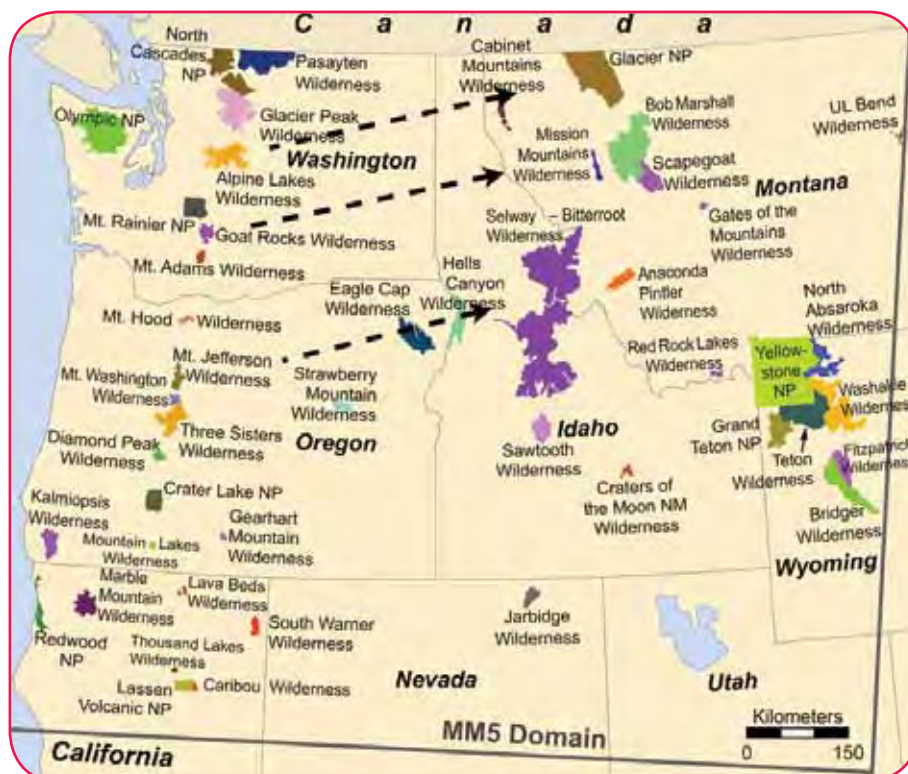 Canada
North
Cascades
NP
Pasayten
Wilderness
Cabinet
Mountains
Wilderness
Glacier NP
Olympic NP
Glacier Peak
Wilderness
Bob Marshall
Wilderness
UL Bend
Wilderness
Washington
Mission
Mountains
Wilderness
Scapegoat
Wilderness
Montana
Alpine Lakes
Wilderness
Mt. Rainier NP
Goat Rocks Wilderness
Selway – Bitterroot
Wilderness
Gates of the
Mountains
Wilderness
Mt. Adams Wilderness
Hells
Canyon
Wilderness
Eagle Cap
Wilderness
Anaconda
Pintler
Wilderness
North
Absaroka
Wilderness
Mt. Hood Wilderness
Mt. Jefferson
Wilderness
Red Rock Lakes
Wilderness
Yellow-
stone
NP
Mt. Washington
Wilderness
Strawberry
Mountain
Wilderness
Washakie
Wilderness
Three Sisters
Wilderness
Oregon
Idaho
Grand
Teton NP
Diamond Peak
Wilderness
Sawtooth
Wilderness
Teton
Wilderness
Fitzpatrick
Wilderness
Crater Lake NP
Craters of
the Moon NM
Wilderness
Kalmiopsis
Wilderness
Gearhart
Mountain
Wilderness
Bridger
Wilderness
Mountain Lakes
Wilderness
Wyoming
Marble
Mountain
Wilderness
Lava Beds
Wilderness
Redwood
NP
South Warner
Wilderness
Jarbidge
Wilderness
Thousand Lakes
Wilderness
Lassen
Volcanic NP
Caribou Wilderness
Nevada
Utah
Kilometers
0 150
MM5 Domain
California